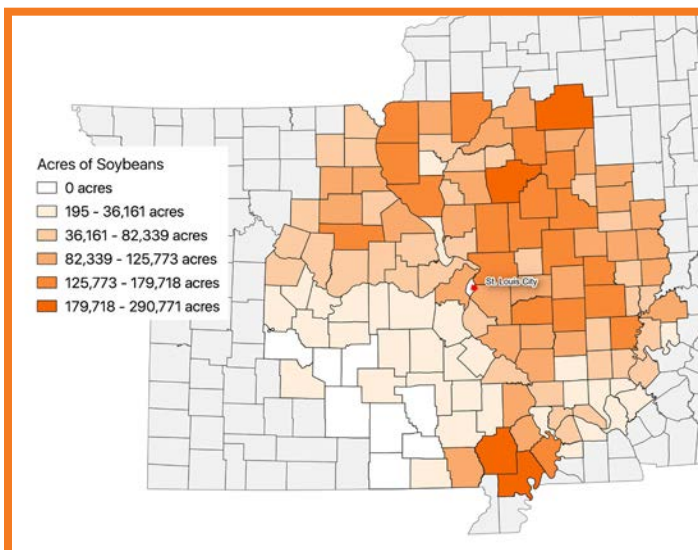 Acres of Soybeans
0 acres
195 - 36,161 acres
36,161 - 82,339 acres
82,339 - 125,773 acres
125,773 - 179,718 acres
179,718 - 290,771 acres
St. Louis City